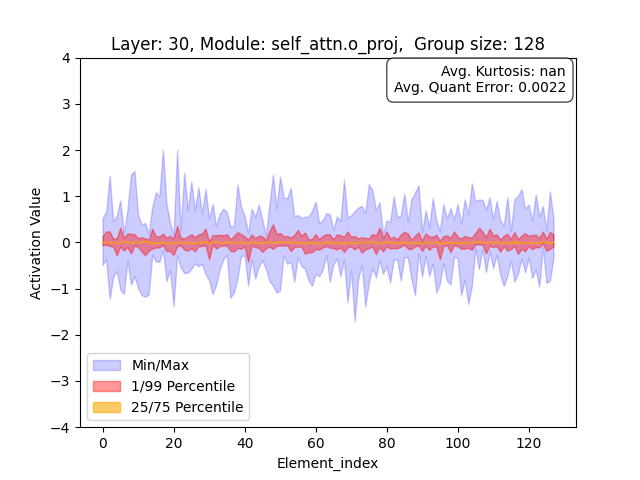 Layer: 30, Module: self_attn.o_proj,  Group size: 128
Avg. Kurtosis: nan
Avg. Quant Error: 0.0022
4
3
2
1
0
−1
−2
−3
−4
Activation Value
Min/Max
1/99 Percentile
25/75 Percentile
0
20
40
60
80
100
120
Element_index